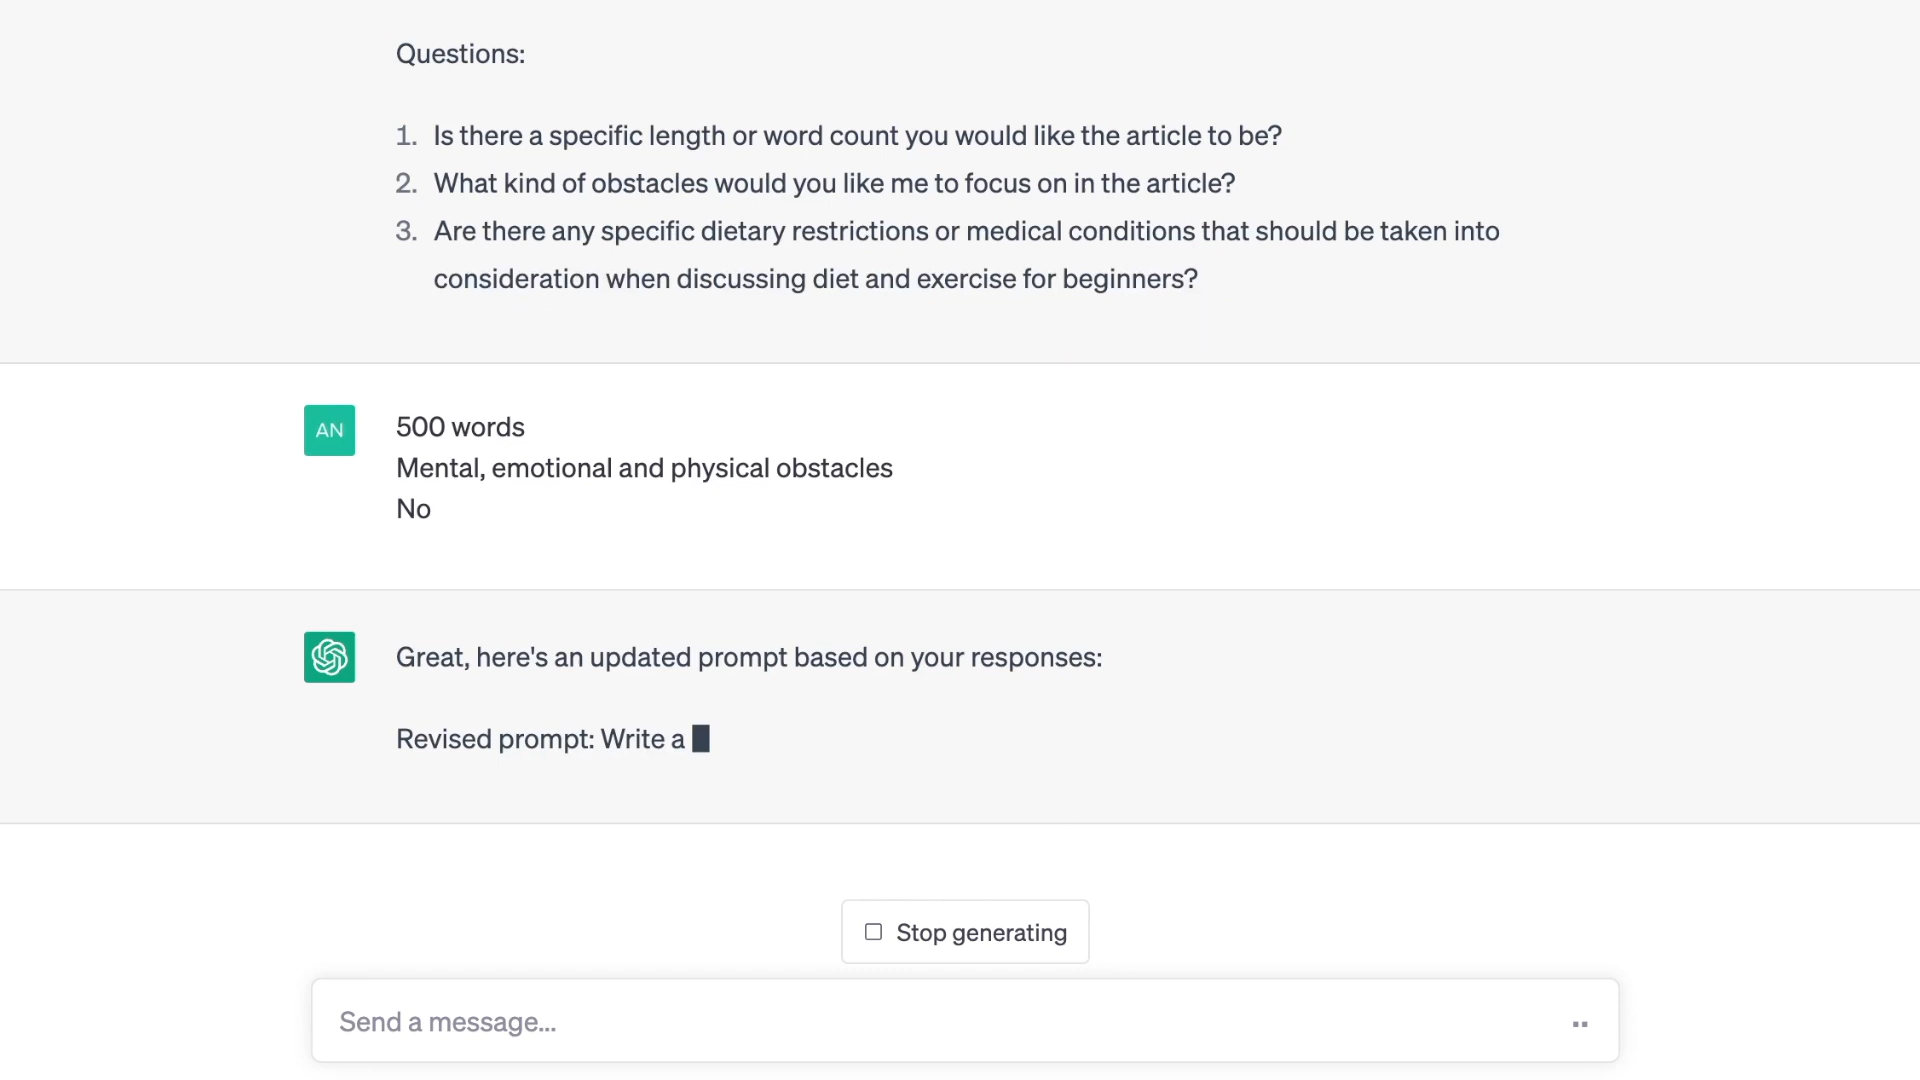 Questions:
1. Is there a specific length or word count you would like the article to be?
2. What kind of obstacles would you like me to focus on in the article?
3. Are there any specific dietary restrictions or medical conditions that should be taken into
consideration when discussing diet and exercise for beginners?
AN
500 words
Mental, emotional and physical obstacles
No
Great, here's an updated prompt based on your responses:
Revised prompt: Write a
Stop generating
Send a message...